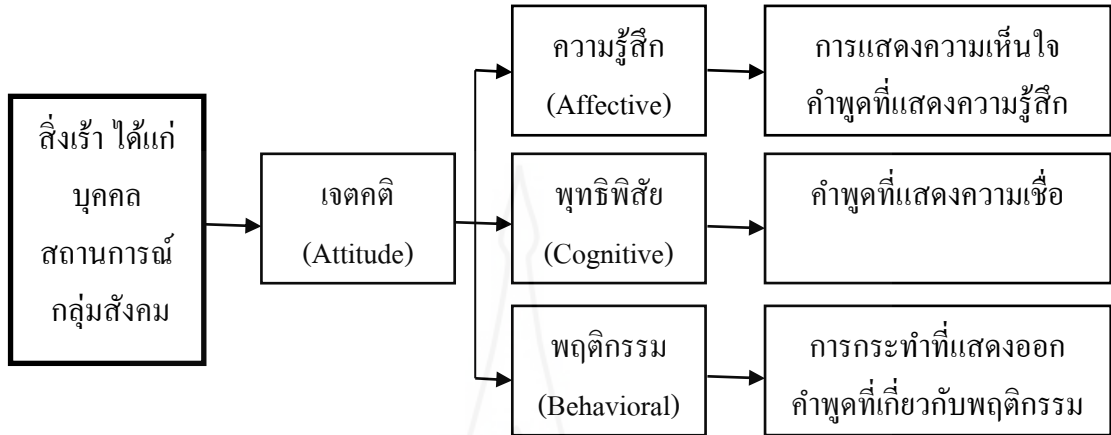 สิ่งเร้า ได้แก่
บุคคล
สถานการณ์
กลุ่มสังคม
เจตคติ
(Attitude)
ความรู้สึก
(Affective)
การแสดงความเห็นใจ
คำพูดที่แสดงความรู้สึก
พุทธิพิสัย
(Cognitive)
คำพูดที่แสดงความเชื่อ
พฤติกรรม
(Behavioral)
การกระทำที่แสดงออก
คำพูดที่เกี่ยวกับพฤติกรรม